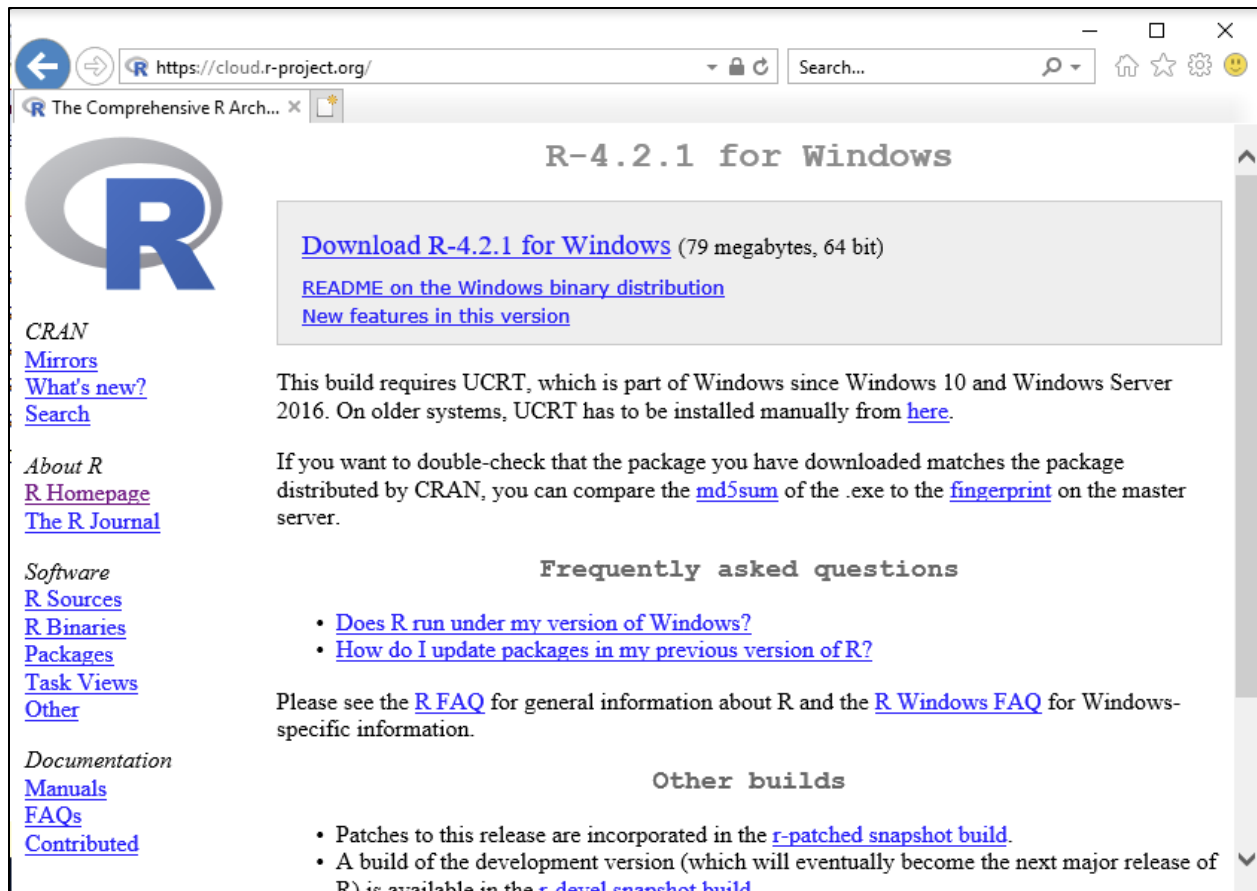 https://cloud.r-project.org/
Search...
The Comprehensive R Arch...
R
CRAN
Mirrors
What's new?
Search
About R
R Homepage
The R Journal
Software
R Sources
R Binaries
Packages
Task Views
Other
Documentation
Manuals
FAQs
Contributed
R-4.2.1 for Windows
Download R-4.2.1 for Windows (79 megabytes, 64 bit)
README on the Windows binary distribution
New features in this version
This build requires UCRT, which is part of Windows since Windows 10 and Windows Server
2016. On older systems, UCRT has to be installed manually from here.
If you want to double-check that the package you have downloaded matches the package
distributed by CRAN, you can compare the md5sum of the .exe to the fingerprint on the master
server.
Frequently asked questions
• Does R run under my version of Windows?
• How do I update packages in my previous version of R?
Please see the R FAQ for general information about R and the R Windows FAQ for Windows-
specific information.
Other builds
• Patches to this release are incorporated in the r-patched snapshot build.
• A build of the development version (which will eventually become the next major release of
R) is available in the r-devel snapshot build.